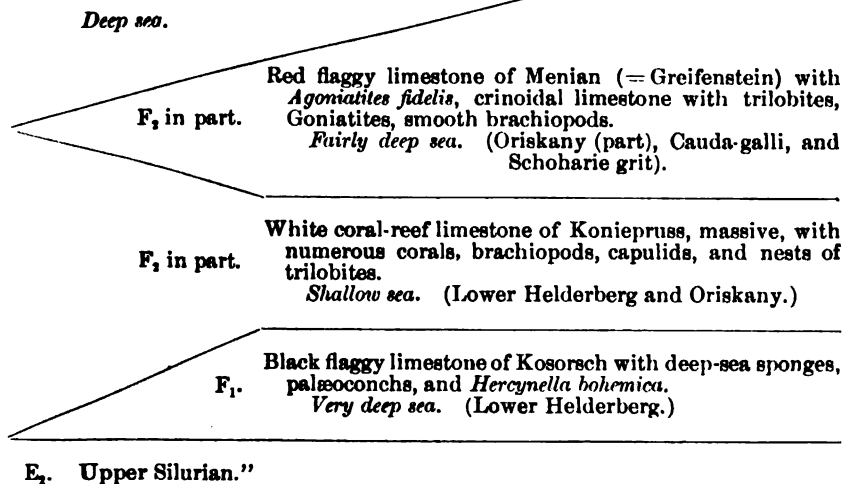 Deep sea.
Red flaggy limestone of Menian (= Greifenstein) with
Agoniatites fidelis, crinoidal limestone with trilobites,
F₂ in part. Goniatites, smooth brachiopods.
Fairly deep sea. (Oriskany (part), Cauda-galli, and
Schoharie grit).
White coral-reef limestone of Koniepruss, massive, with
numerous corals, brachiopods, capulids, and nests of
F₂ in part. trilobites.
Shallow sea. (Lower Helderberg and Oriskany.)
Black flaggy limestone of Kosorsch with deep-sea sponges,
F₁. palæoconchs, and Hercynella bohemica.
Very deep sea. (Lower Helderberg.)
E₂. Upper Silurian.”